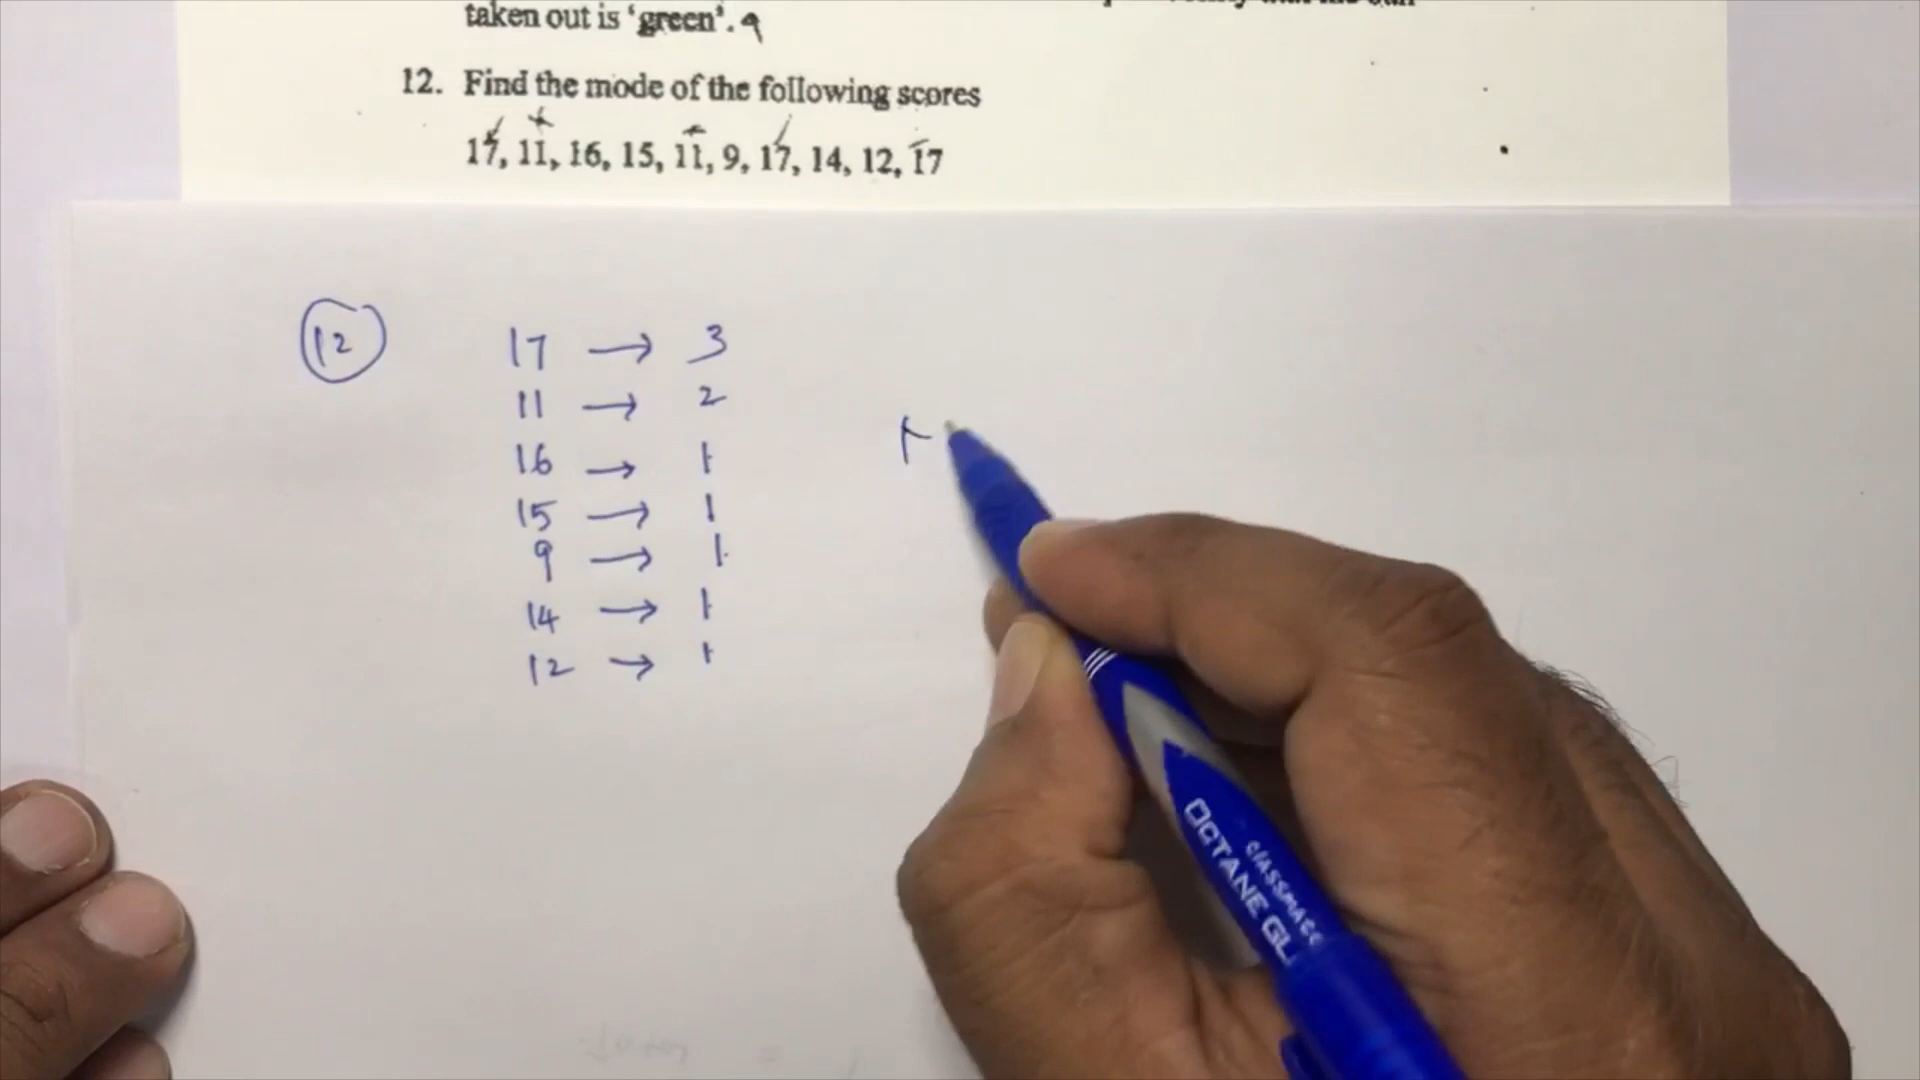 taken out is 'green'.
12. Find the mode of the following scores
17, 11, 16, 15, 11, 9, 17, 14, 12, 17
12
17 → 3
11 → 2
16 → 1
15 → 1
9 → 1
14 → 1
12 → 1
classmate
OCTANE GEL